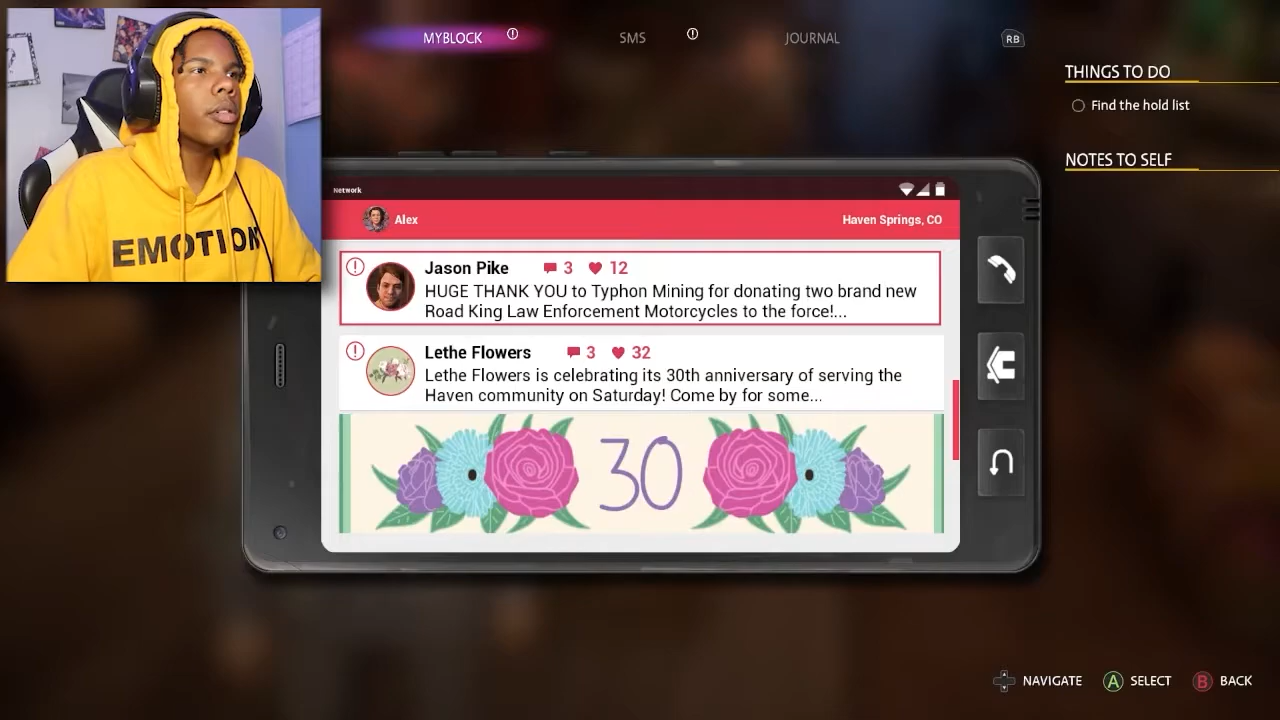 MYBLOCK
SMS
JOURNAL
RB
THINGS TO DO
Find the hold list
NOTES TO SELF
Network
Alex
Haven Springs, CO
Jason Pike 3 12
HUGE THANK YOU to Typhon Mining for donating two brand new
Road King Law Enforcement Motorcycles to the force!...
Lethe Flowers 3 32
Lethe Flowers is celebrating its 30th anniversary of serving the
Haven community on Saturday! Come by for some...
30
EMOTION
NAVIGATE
A SELECT
B BACK